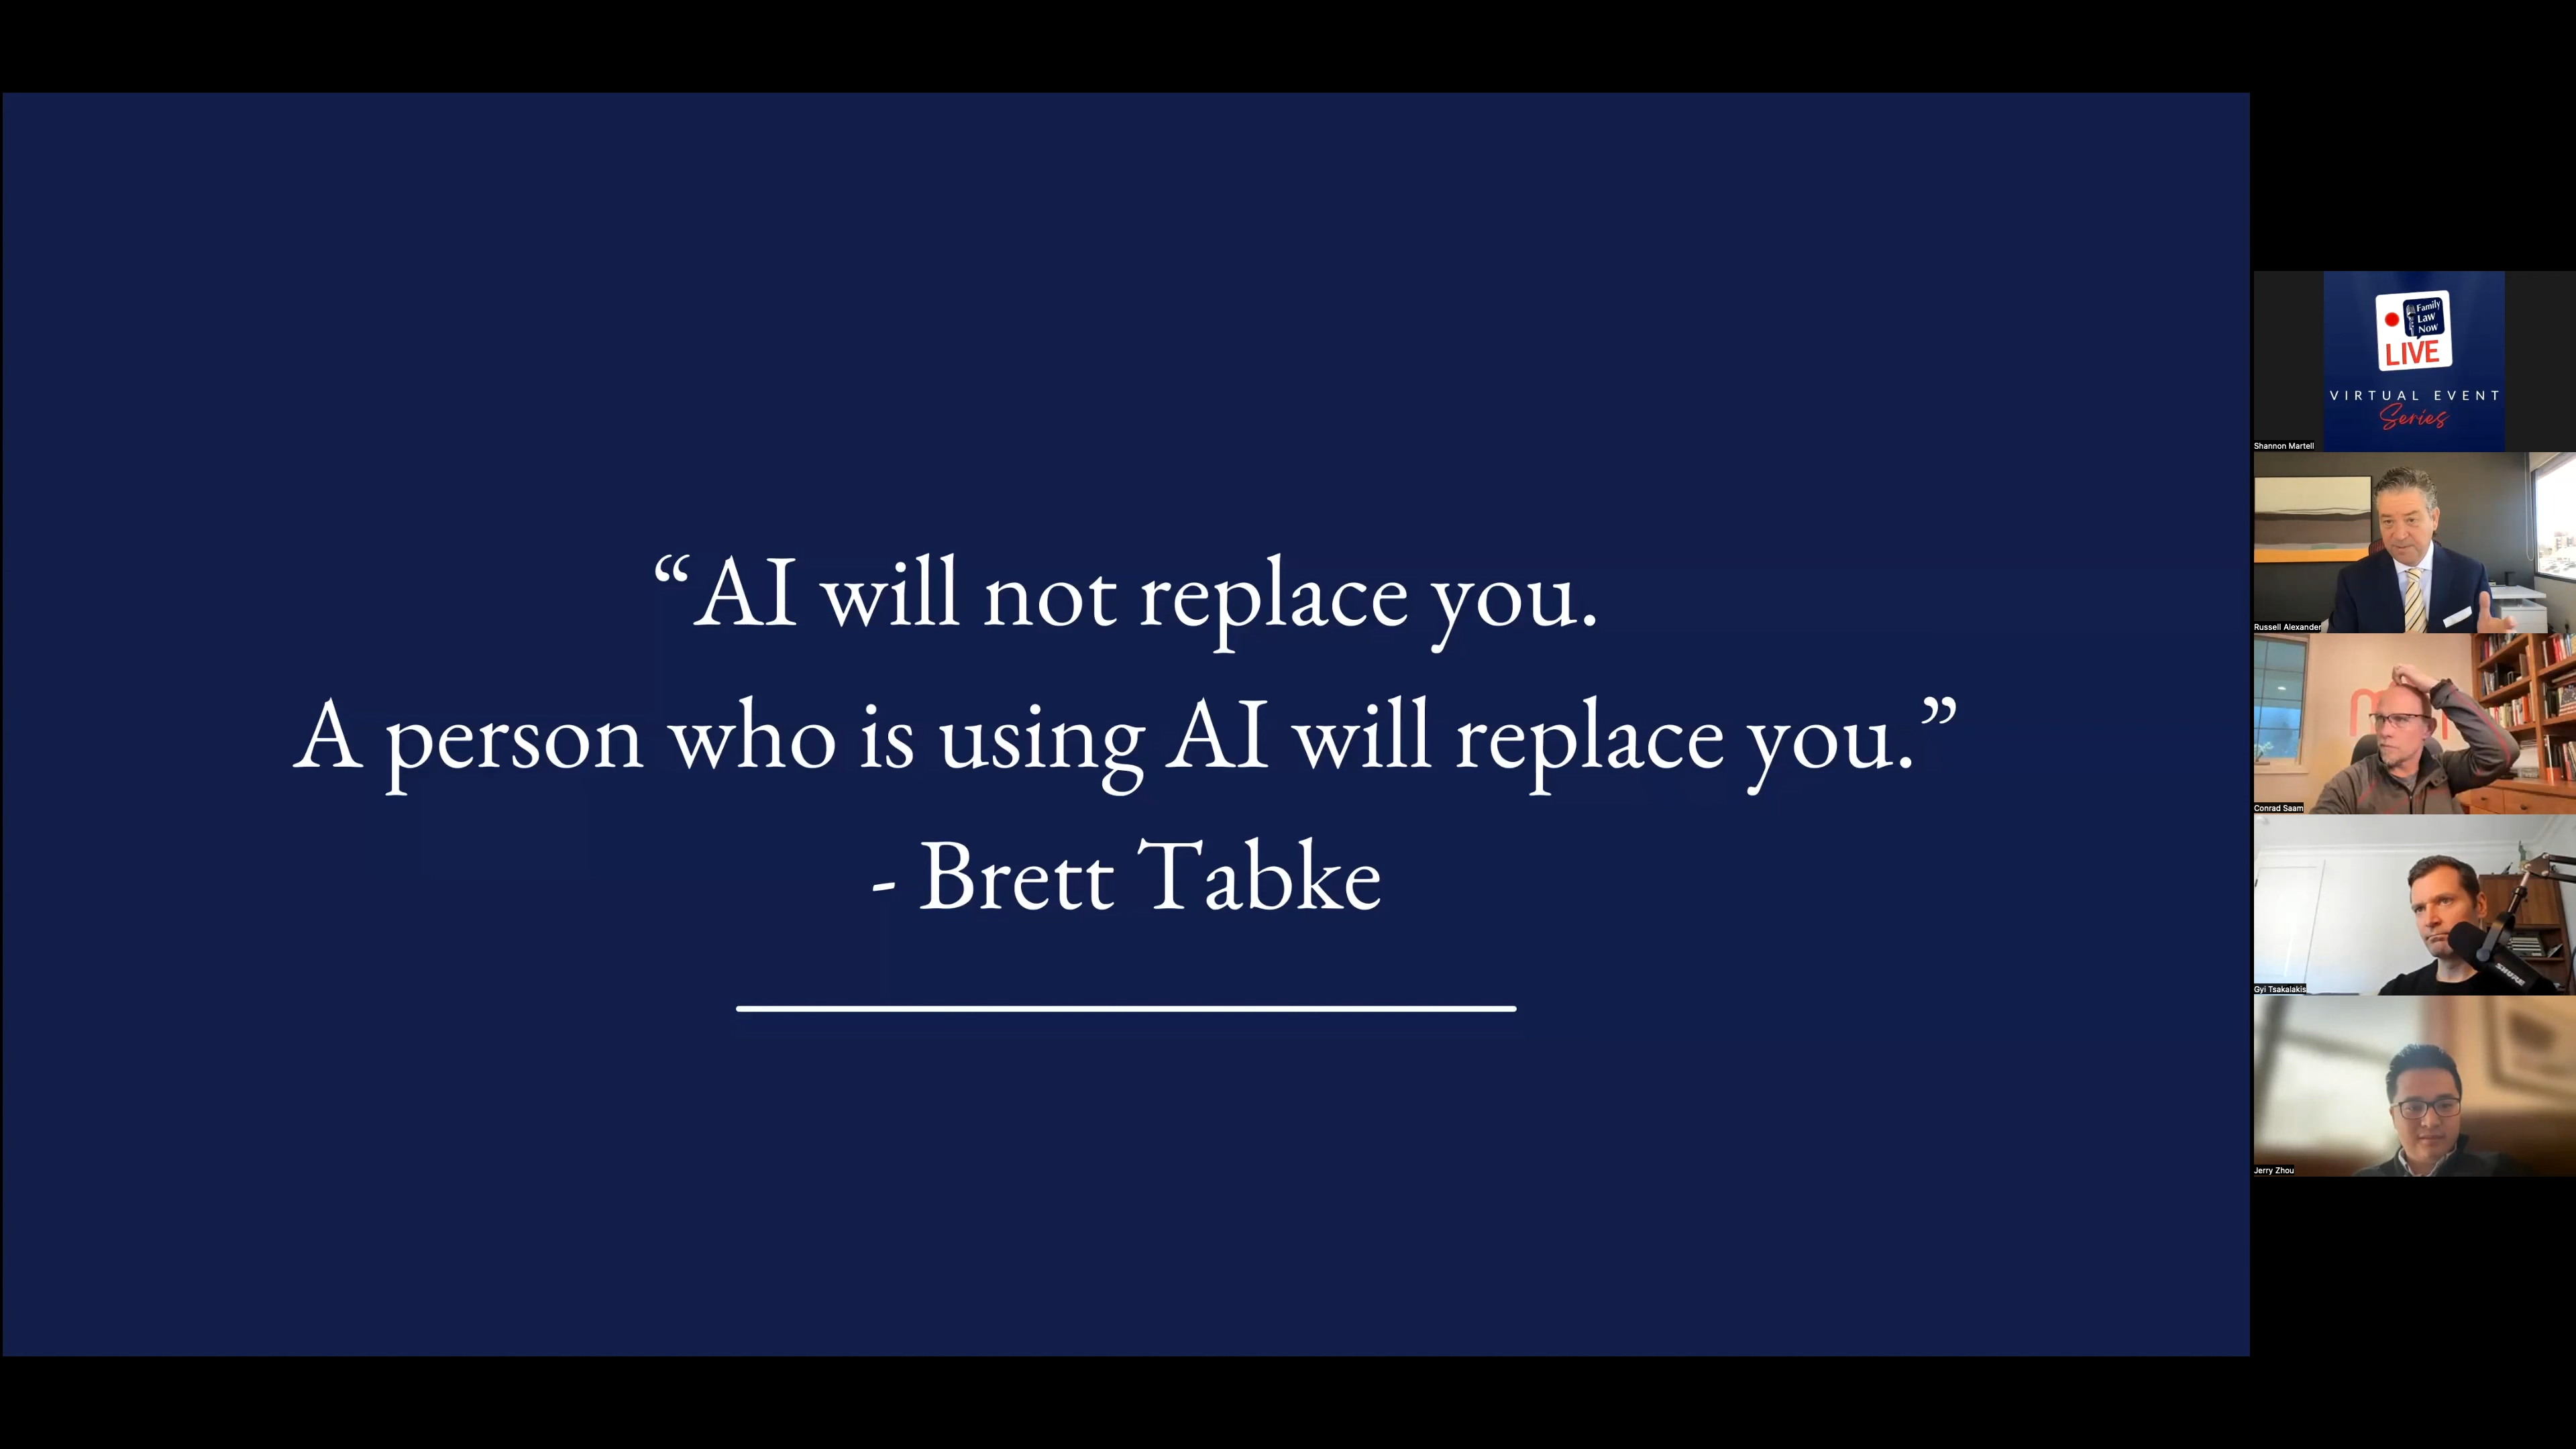 “AI will not replace you.
A person who is using AI will replace you.”
- Brett Tabke
Family
Law
Now
LIVE
VIRTUAL EVENT
Series
Shannon Martell
Russell Alexander
Conrad Saam
SHURE
Gyi Tsakalakis
Jerry Zhou